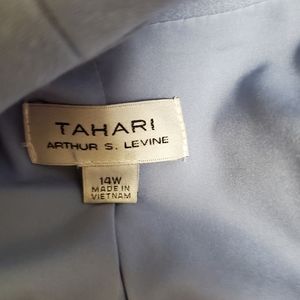 TAHARI
ARTHUR S. LEVINE
14W
MADE IN
VIETNAM